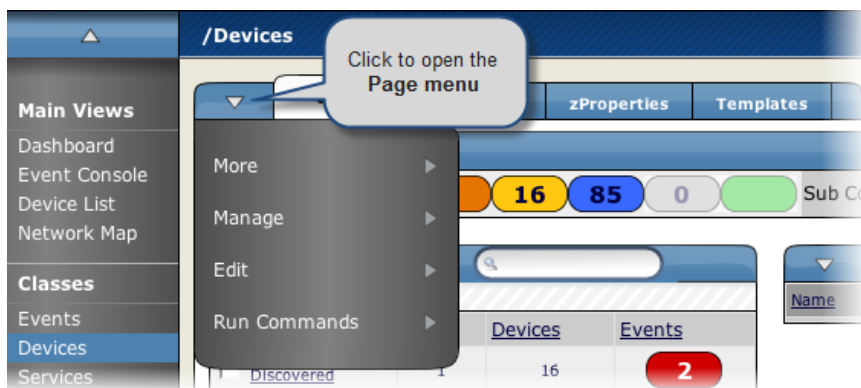 /Devices
Click to open the
Page menu
zProperties
Templates
Main Views
Dashboard
Event Console
Device List
Network Map
Classes
Events
Devices
Services
More
Manage
Edit
Run Commands
16
85
0
Sub
Devices
Events
Discovered
1
16
2
Name